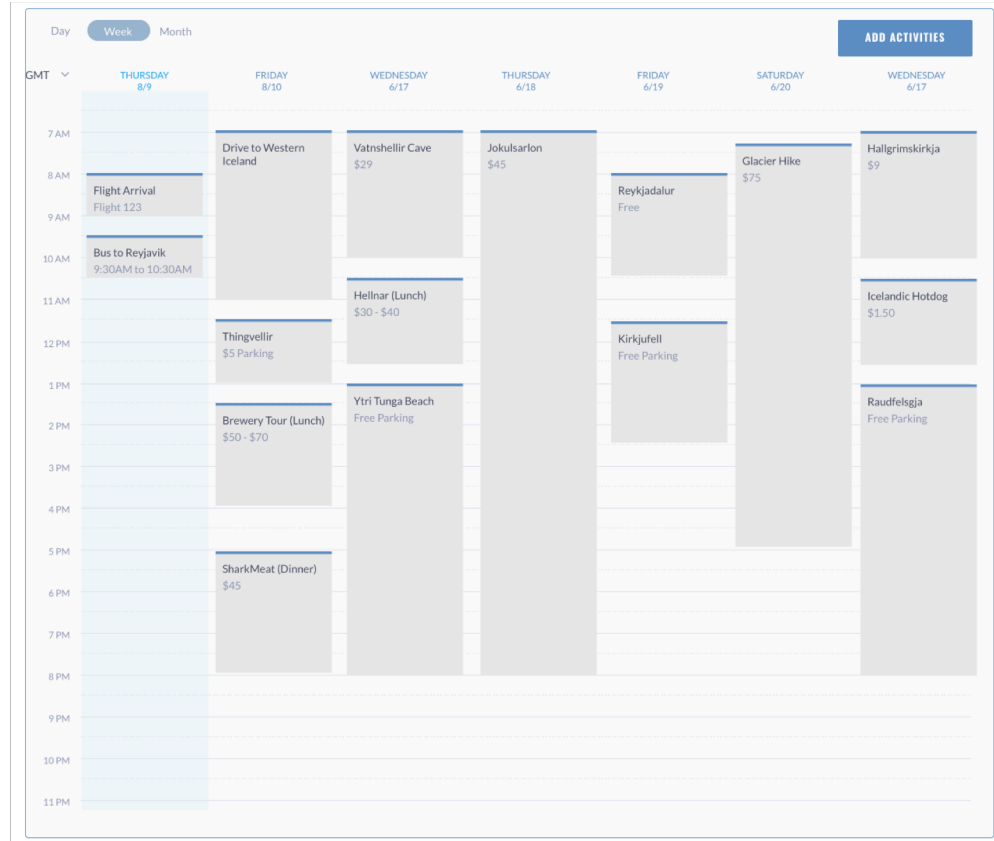 Day
Week
Month
ADD ACTIVITIES
GMT
THURSDAY
8/9
FRIDAY
8/10
WEDNESDAY
6/17
THURSDAY
6/18
FRIDAY
6/19
SATURDAY
6/20
WEDNESDAY
6/17
7 AM
8 AM
9 AM
10 AM
11 AM
12 PM
1 PM
2 PM
3 PM
4 PM
5 PM
6 PM
7 PM
8 PM
9 PM
10 PM
11 PM
Flight Arrival
Flight 123
Bus to Reyjavik
9:30AM to 10:30AM
Drive to Western
Iceland
Thingvellir
$5 Parking
Brewery Tour (Lunch)
$50 - $70
SharkMeat (Dinner)
$45
Vatnshellir Cave
$29
Hellnar (Lunch)
$30 - $40
Ytri Tunga Beach
Free Parking
Jokulsarlon
$45
Reykjadalur
Free
Kirkjufell
Free Parking
Glacier Hike
$75
Hallgrimskirkja
$9
Icelandic Hotdog
$1.50
Raudfelsgja
Free Parking